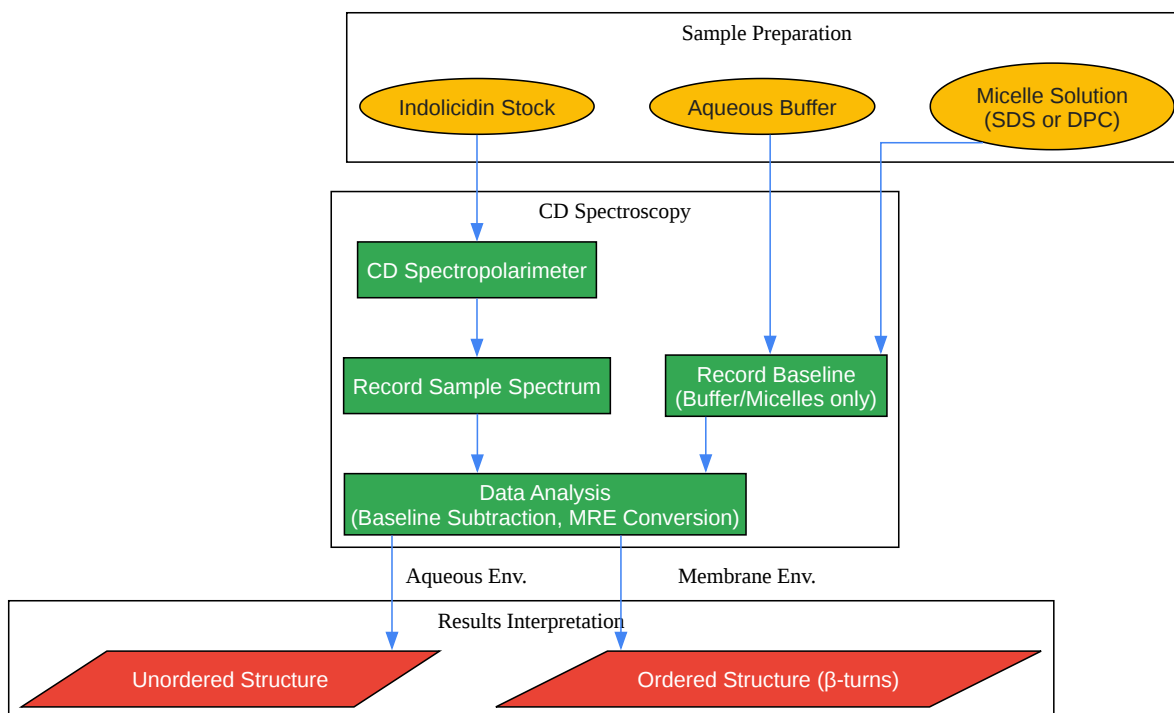 Sample Preparation
Indolicidin Stock
Aqueous Buffer
Micelle Solution
(SDS or DPC)
CD Spectroscopy
CD Spectropolarimeter
Record Sample Spectrum
Record Baseline
(Buffer/Micelles only)
Data Analysis
(Baseline Subtraction, MRE Conversion)
Aqueous Env.
Membrane Env.
Results Interpretation
Unordered Structure
Ordered Structure (β-turns)